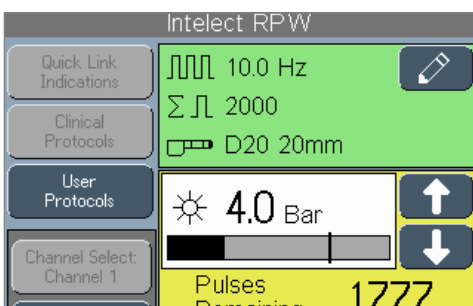 Intelect RPW
Quick Link
Indications
Clinical
Protocols
User
Protocols
Channel Select:
Channel 1
10.0 Hz
Σ 2000
D20 20mm
4.0 Bar
Pulses
Remaining
1777